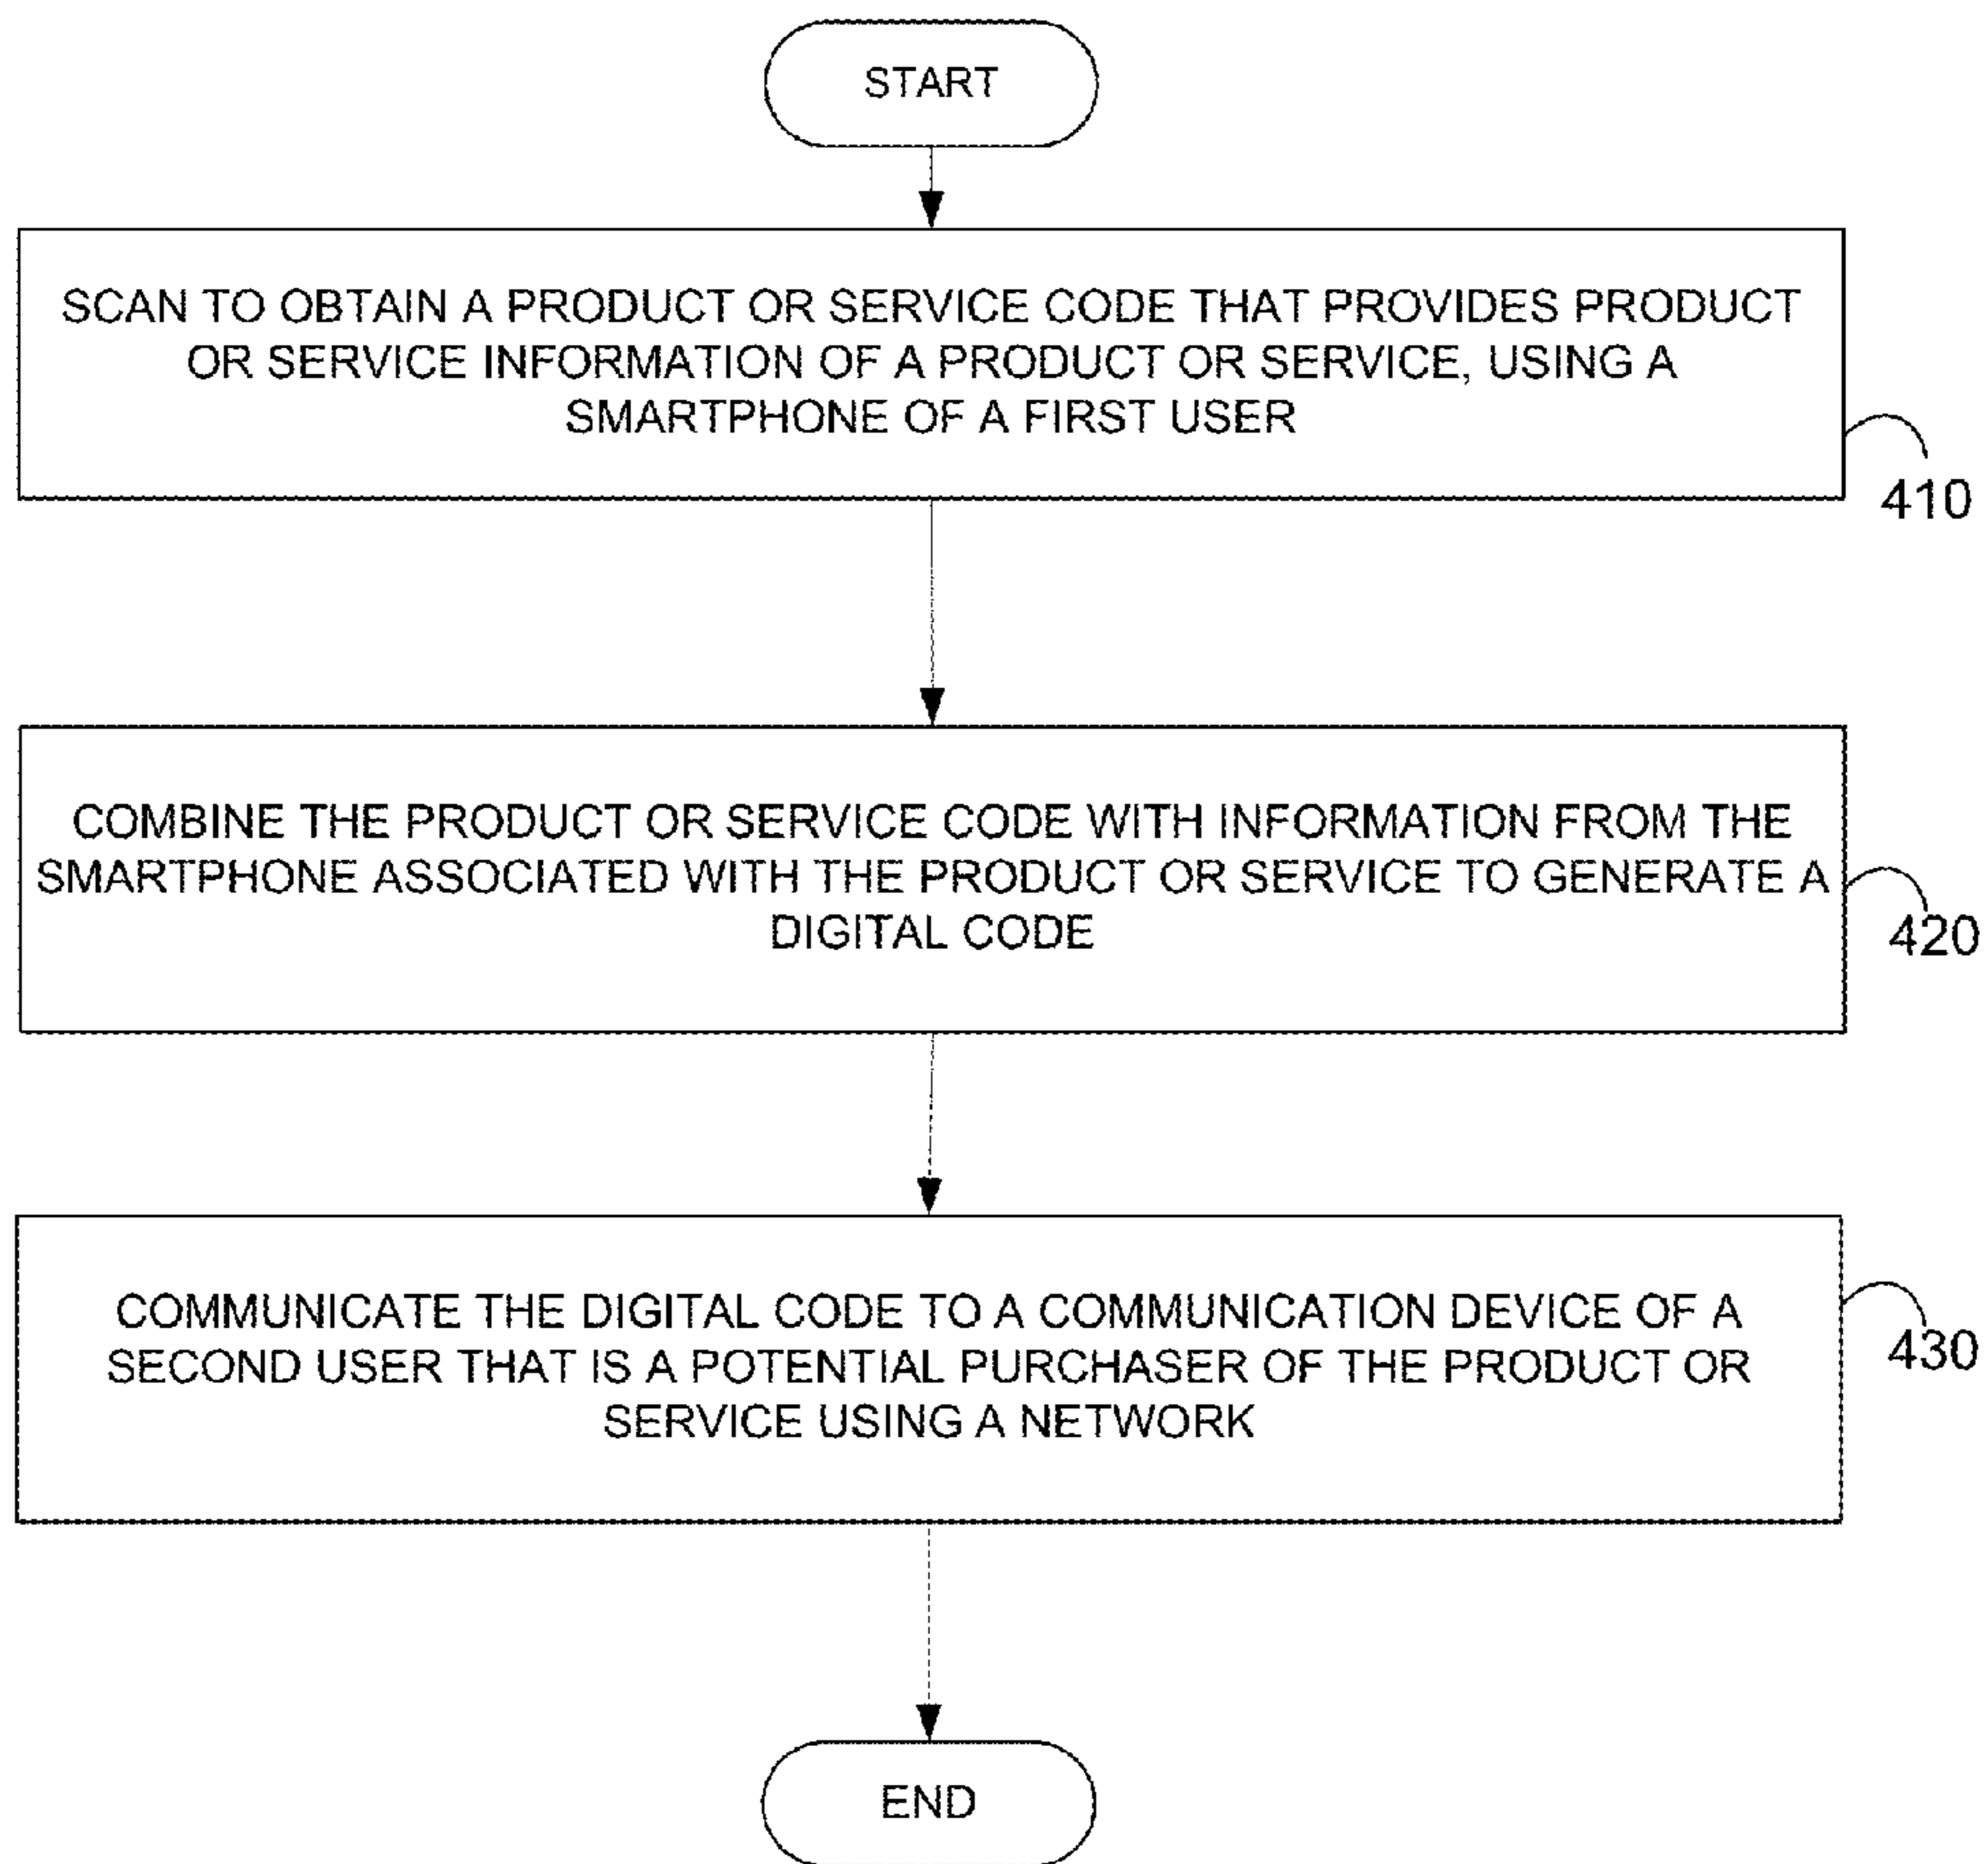 START
SCAN TO OBTAIN A PRODUCT OR SERVICE CODE THAT PROVIDES PRODUCT
OR SERVICE INFORMATION OF A PRODUCT OR SERVICE, USING A
SMARTPHONE OF A FIRST USER
410
COMBINE THE PRODUCT OR SERVICE CODE WITH INFORMATION FROM THE
SMARTPHONE ASSOCIATED WITH THE PRODUCT OR SERVICE TO GENERATE A
DIGITAL CODE
420
COMMUNICATE THE DIGITAL CODE TO A COMMUNICATION DEVICE OF A
SECOND USER THAT IS A POTENTIAL PURCHASER OF THE PRODUCT OR
SERVICE USING A NETWORK
430
END